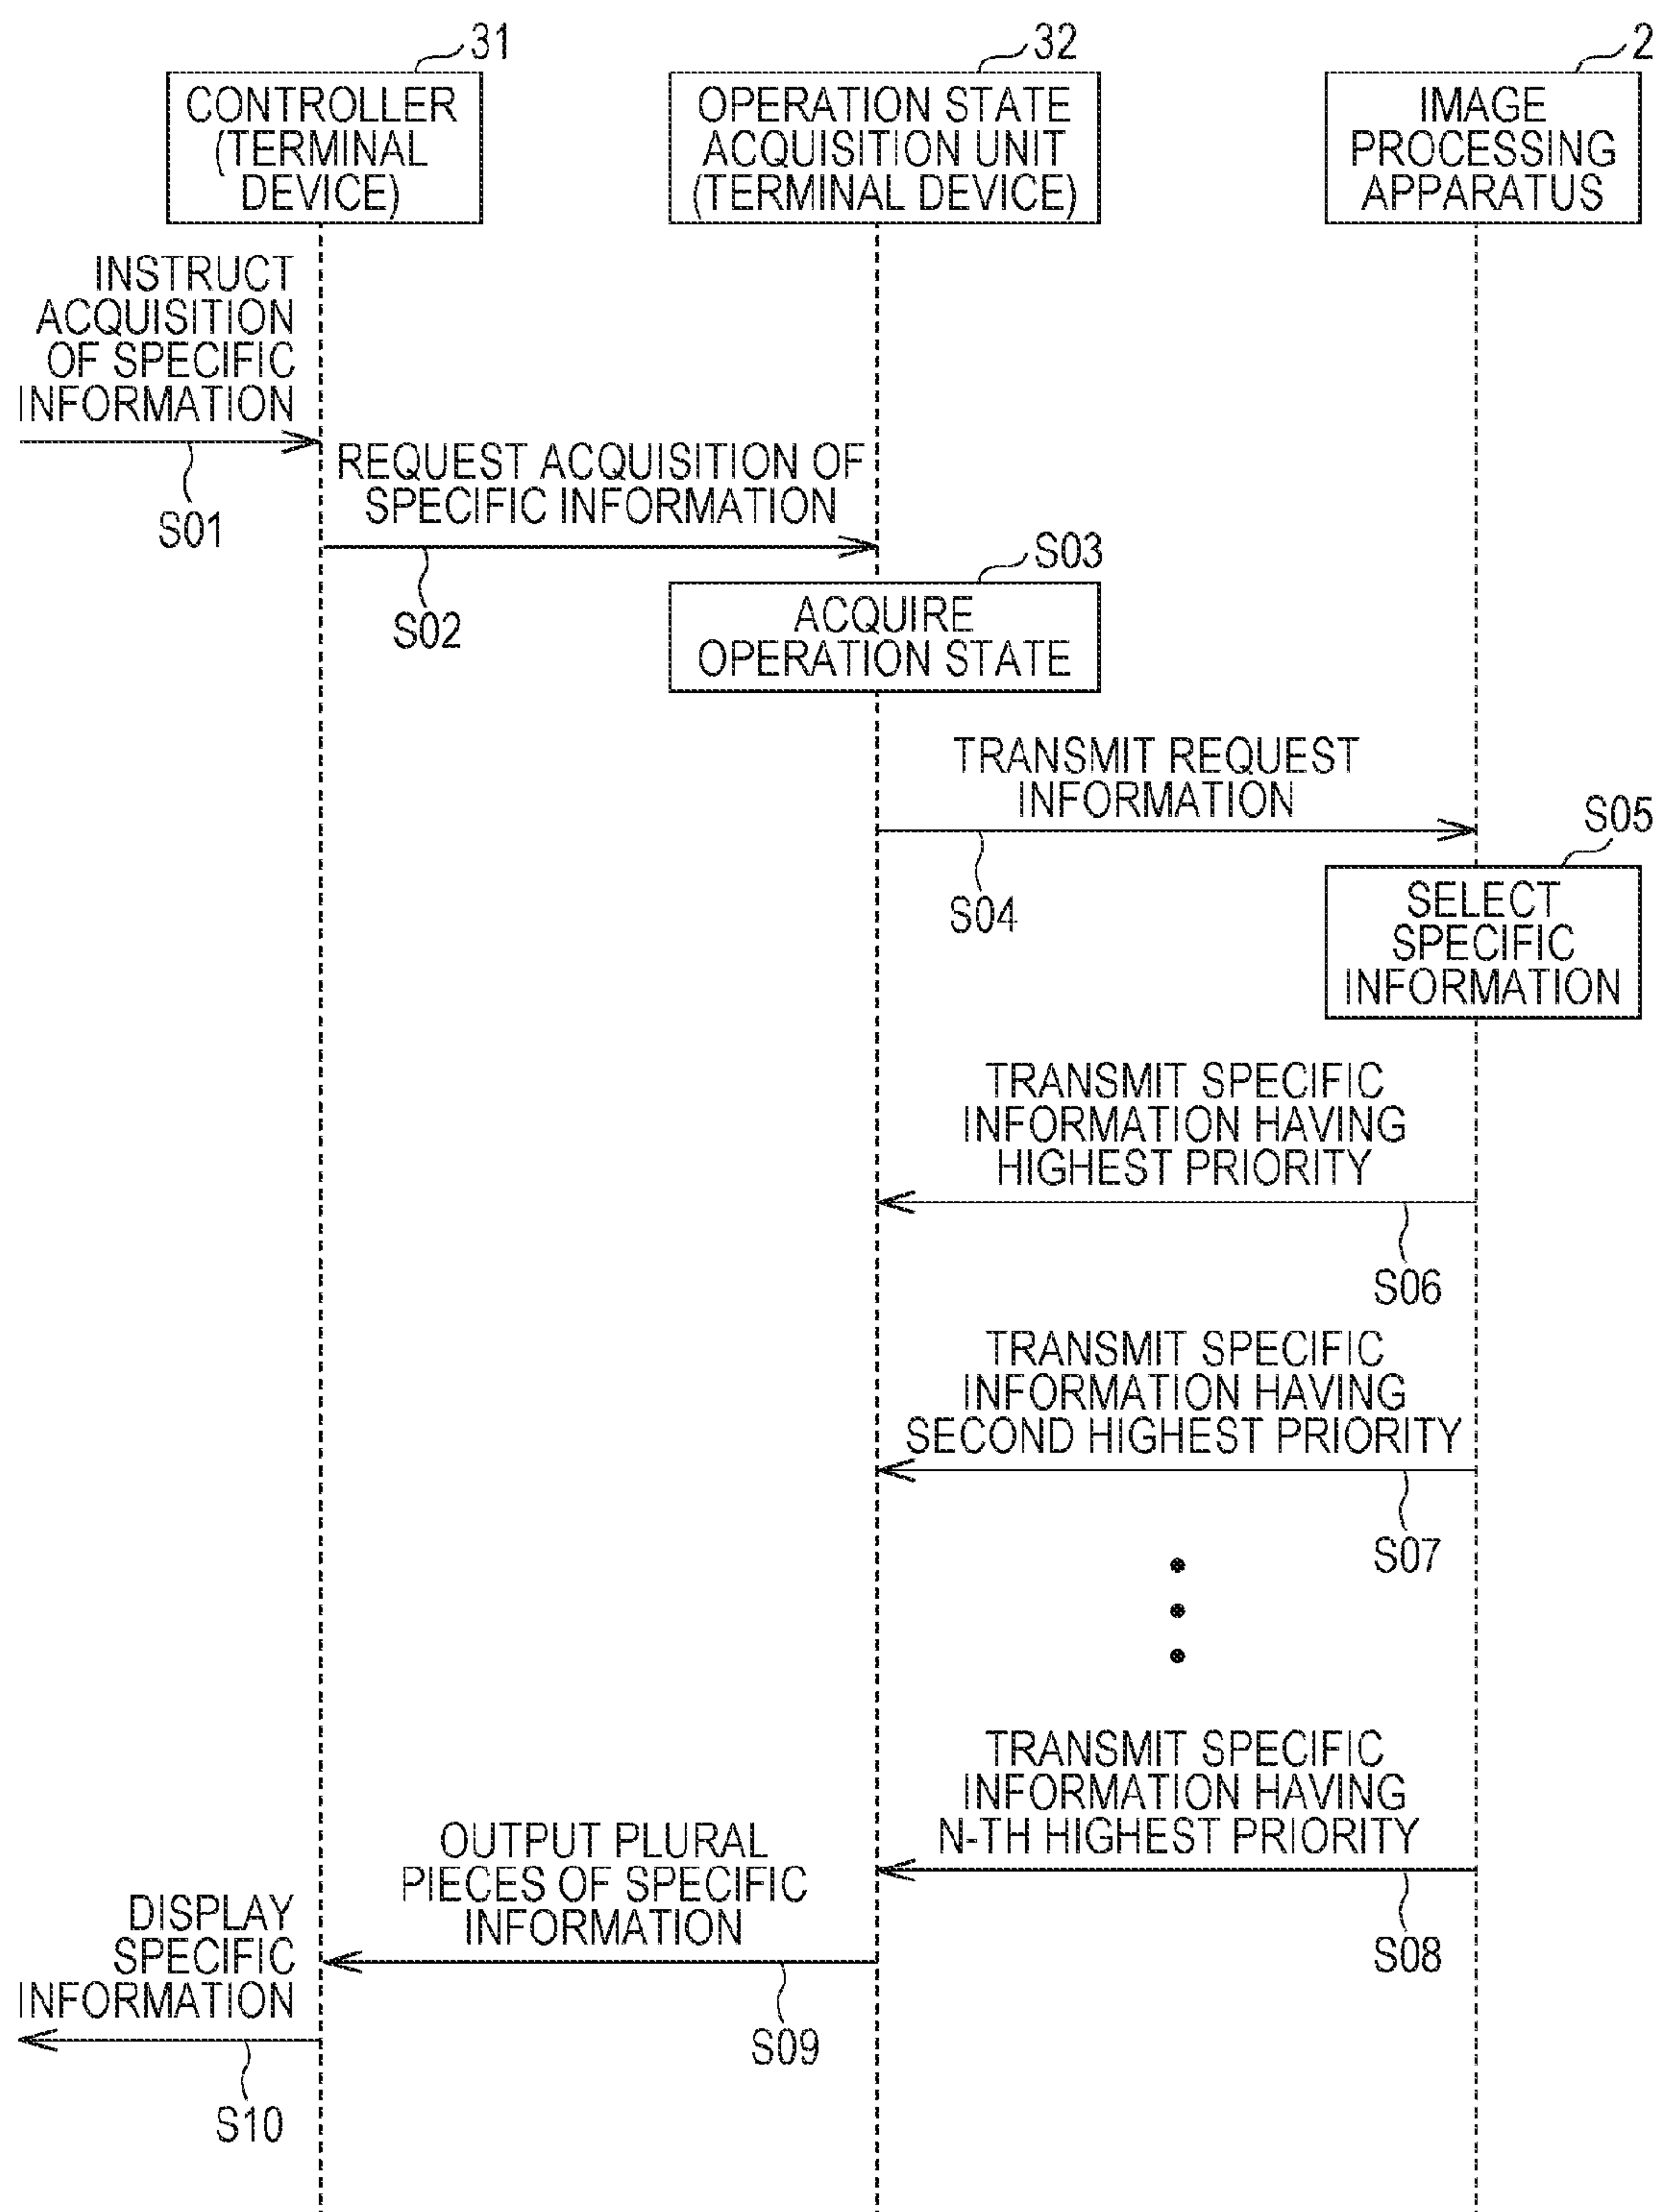 31
CONTROLLER
(TERMINAL
DEVICE)
32
OPERATION STATE
ACQUISITION UNIT
(TERMINAL DEVICE)
2
IMAGE
PROCESSING
APPARATUS
INSTRUCT
ACQUISITION
OF SPECIFIC
INFORMATION
S01
REQUEST ACQUISITION OF
SPECIFIC INFORMATION
S02
S03
ACQUIRE
OPERATION STATE
TRANSMIT REQUEST
INFORMATION
S04
S05
SELECT
SPECIFIC
INFORMATION
TRANSMIT SPECIFIC
INFORMATION HAVING
HIGHEST PRIORITY
S06
TRANSMIT SPECIFIC
INFORMATION HAVING
SECOND HIGHEST PRIORITY
S07
TRANSMIT SPECIFIC
INFORMATION HAVING
N-TH HIGHEST PRIORITY
S08
OUTPUT PLURAL
PIECES OF SPECIFIC
INFORMATION
S09
DISPLAY
SPECIFIC
INFORMATION
S10